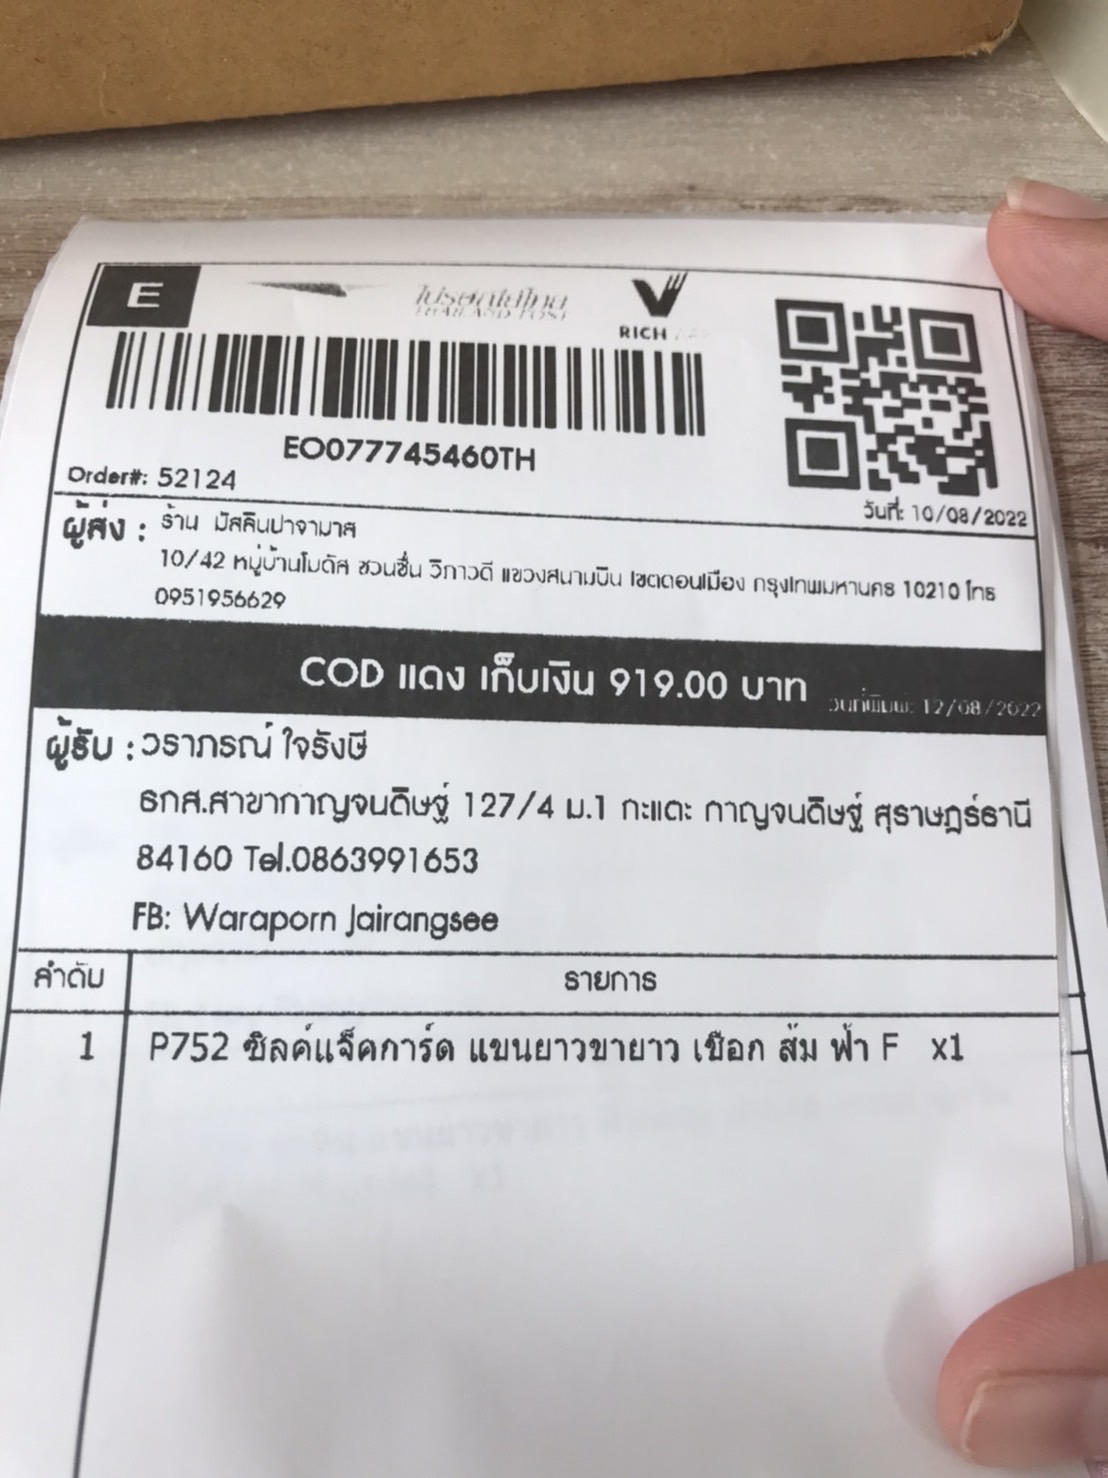 E
ไปรษณีย์ไทย
THAILAND POST
RICH
EO077745460TH
Order#: 52124
วันที่: 10/08/2022
ผู้ส่ง : ร้าน มัสลินปาจามาส
10/42 หมู่บ้านโมดัส ชวนชื่น วิภาวดี แขวงสนามบิน เขตดอนเมือง กรุงเทพมหานคร 10210 ไทย
0951956629
COD แดง เก็บเงิน 919.00 บาท
วันที่พิมพ์: 12/08/2022
ผู้รับ : วราภรณ์ ใจรังษี
ธกส.สาขากาญจนดิษฐ์ 127/4 ม.1 กะแดะ กาญจนดิษฐ์ สุราษฎร์ธานี
84160 Tel.0863991653
FB: Waraporn Jairangsee
ลำดับ รายการ
1 P752 ซิลค์แจ็คการ์ด แขนยาวขายาว เชือก ส้ม ฟ้า F x1